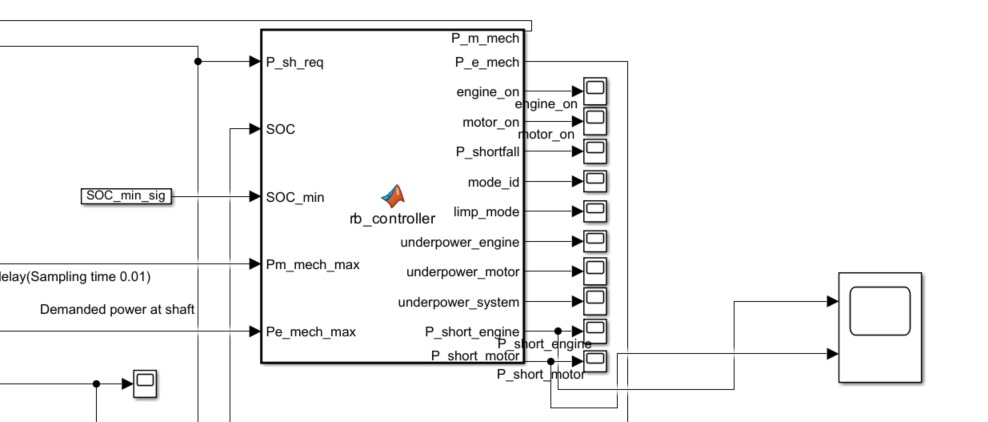 P_m_mech
P_sh_req
P_e_mech
engine_on
engine_on
SOC
motor_on
motor_on
P_shortfall
mode_id
SOC_min_sig
SOC_min
rb_controller
limp_mode
underpower_engine
Pm_mech_max
underpower_motor
elay(Sampling time 0.01)
underpower_system
Demanded power at shaft
Pe_mech_max
P_short_engine
P_short_engine
P_short_motor
P_short_motor